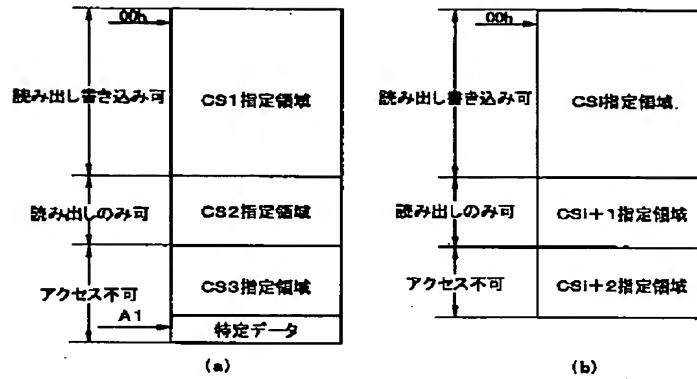 00h
読み出し書き込み可
CS1指定領域
読み出しのみ可
CS2指定領域
アクセス不可
CS3指定領域
A1
特定データ
(a)
00h
読み出し書き込み可
CSi指定領域
読み出しのみ可
CSi+1指定領域
アクセス不可
CSi+2指定領域
(b)